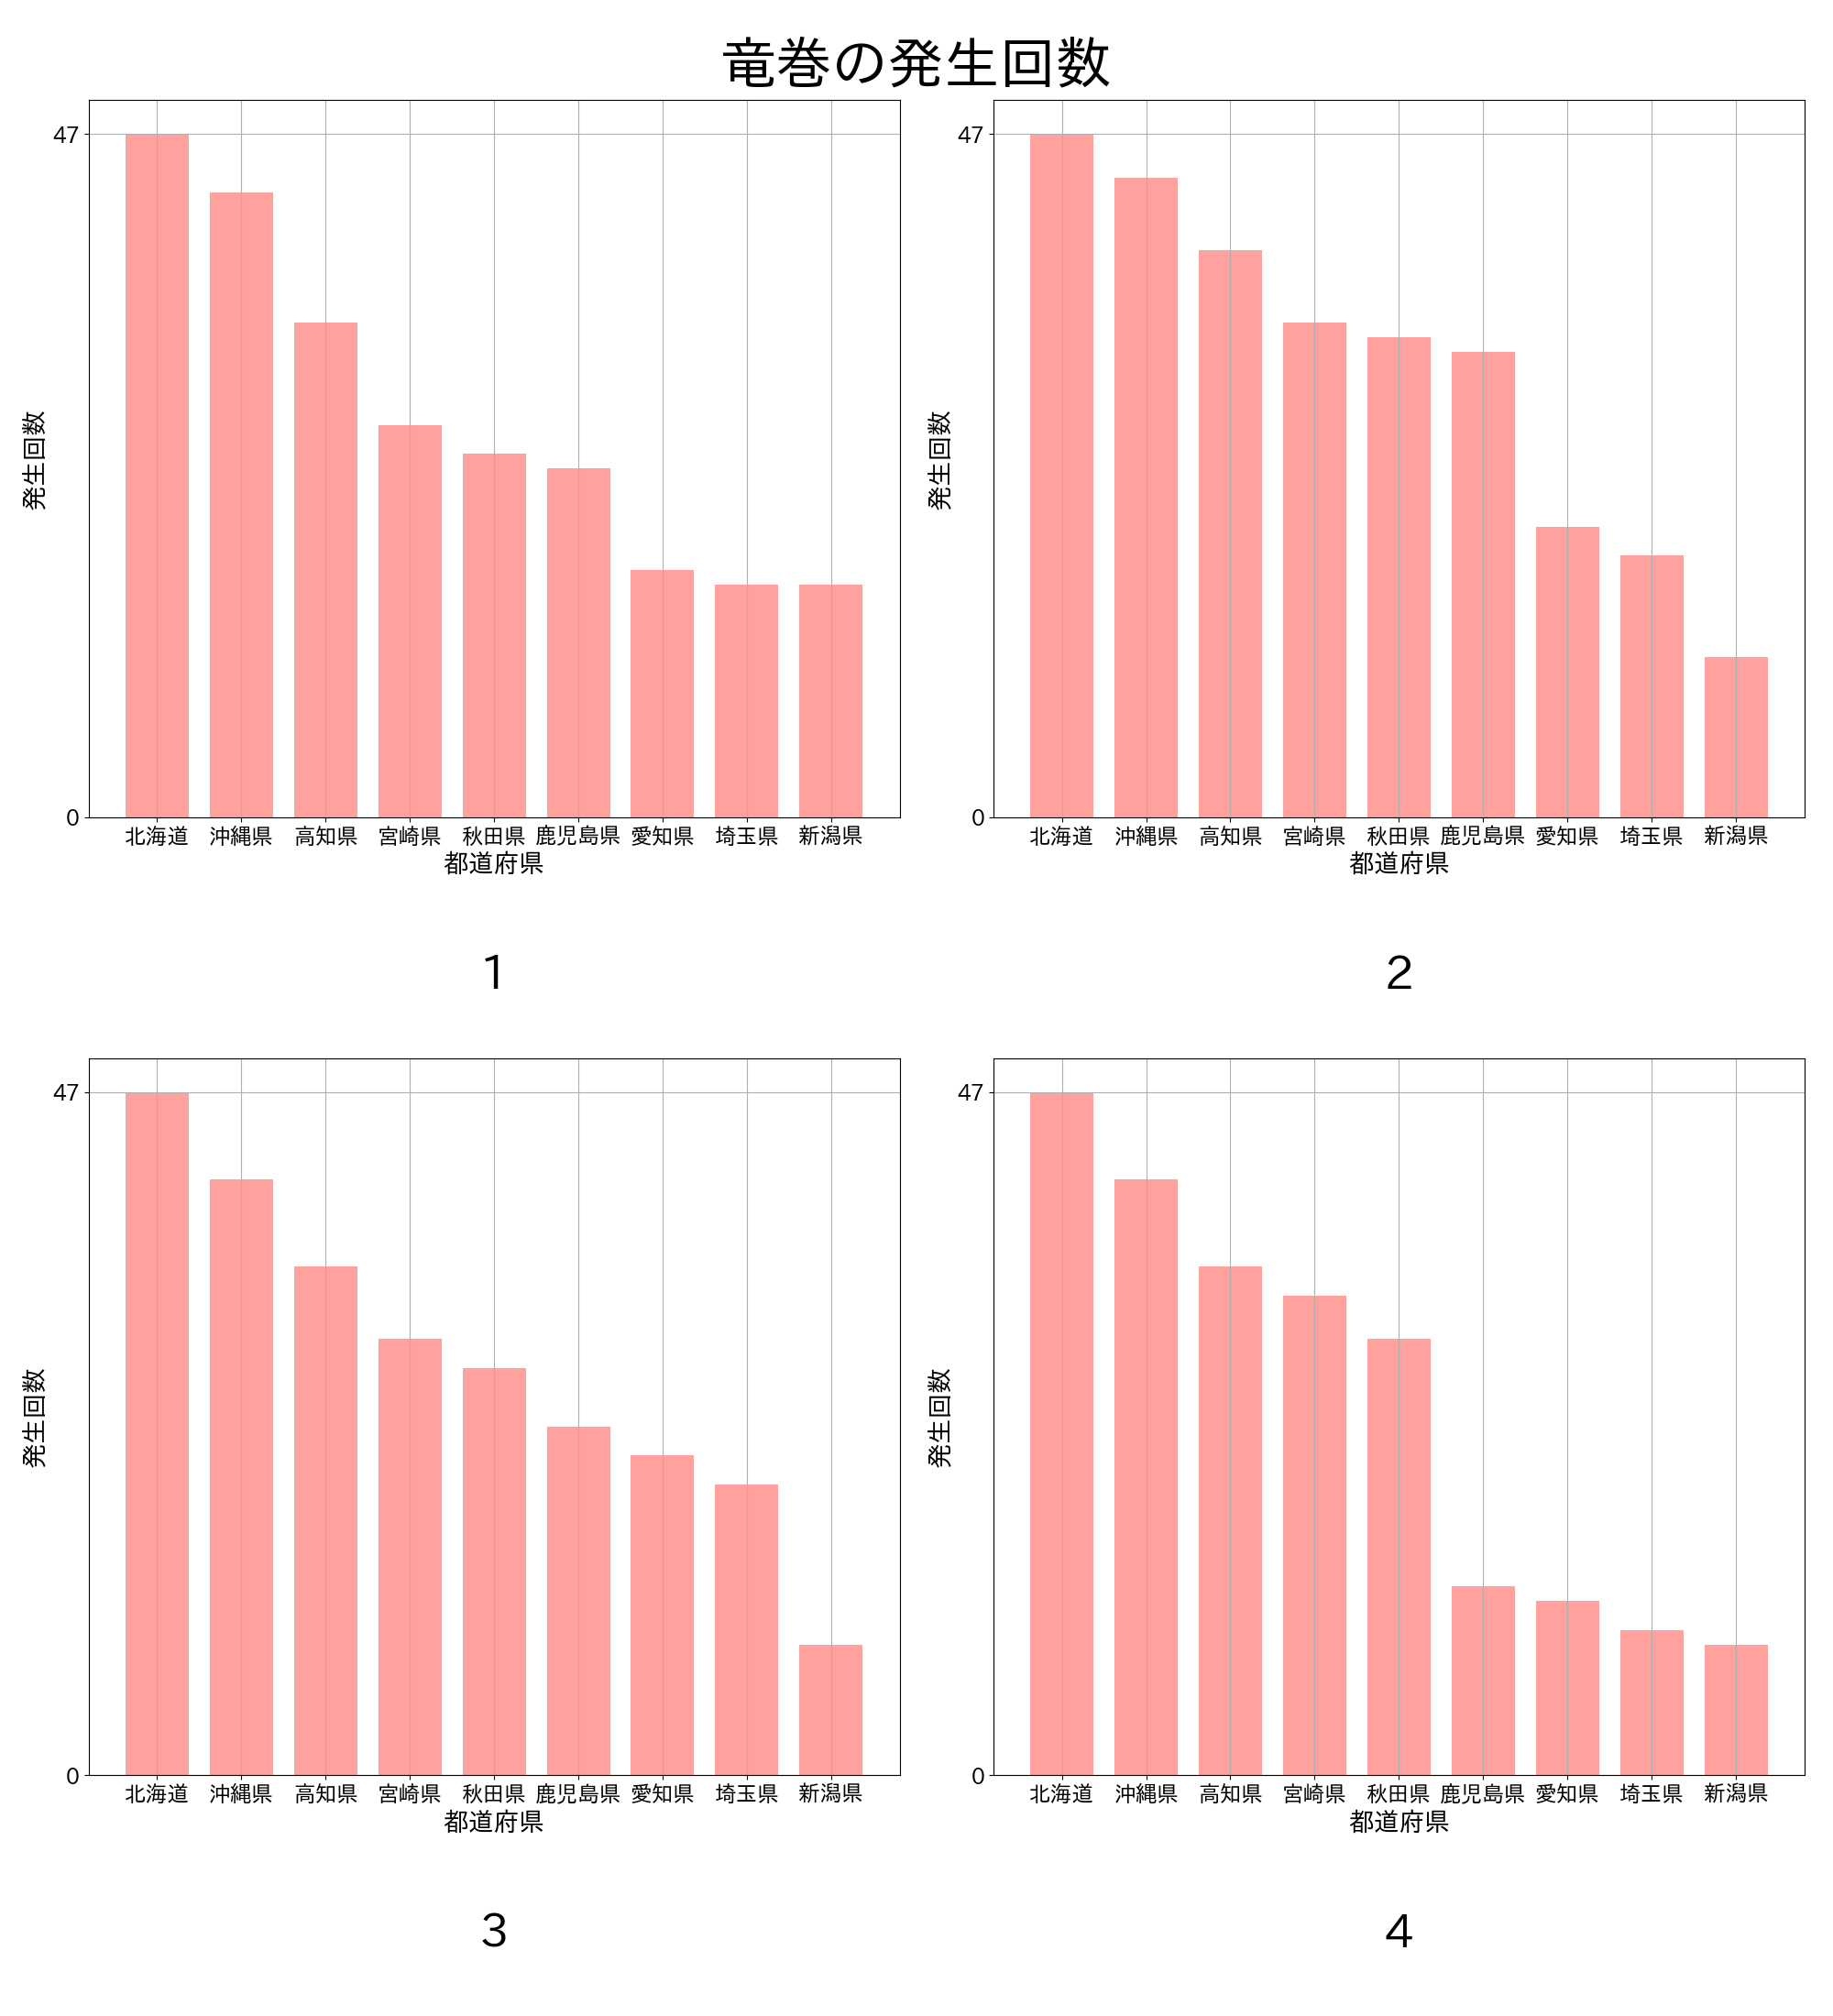 竜巻の発生回数
47
0
発生回数
北海道 沖縄県 高知県 宮崎県 秋田県 鹿児島県 愛知県 埼玉県 新潟県
都道府県
1
47
0
発生回数
北海道 沖縄県 高知県 宮崎県 秋田県 鹿児島県 愛知県 埼玉県 新潟県
都道府県
2
47
0
発生回数
北海道 沖縄県 高知県 宮崎県 秋田県 鹿児島県 愛知県 埼玉県 新潟県
都道府県
3
47
0
発生回数
北海道 沖縄県 高知県 宮崎県 秋田県 鹿児島県 愛知県 埼玉県 新潟県
都道府県
4